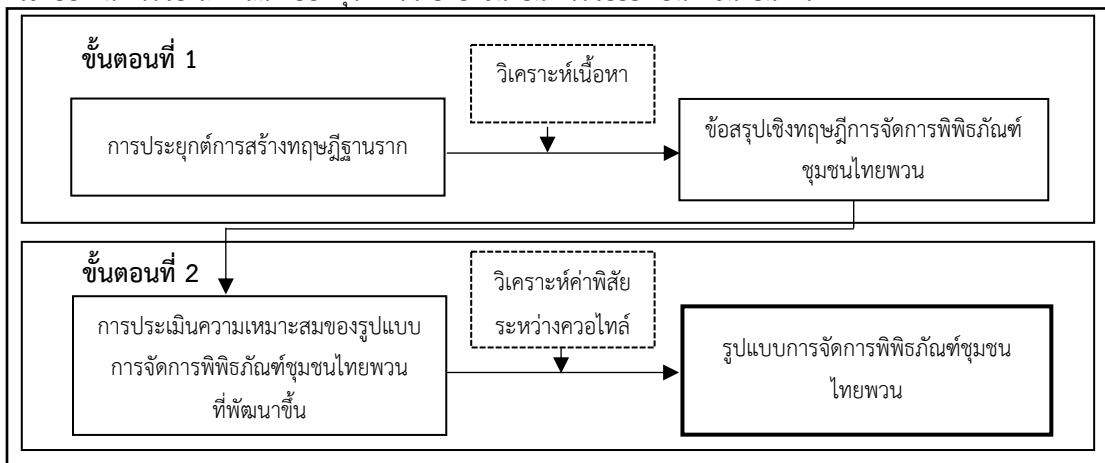 ขั้นตอนที่ 1
วิเคราะห์เนื้อหา
การประยุกต์การสร้างทฤษฎีฐานราก
ข้อสรุปเชิงทฤษฎีการจัดการพิพิธภัณฑ์
ชุมชนไทยพวน
ขั้นตอนที่ 2
วิเคราะห์ค่าพิสัย
ระหว่างควอไทล์
การประเมินความเหมาะสมของรูปแบบ
การจัดการพิพิธภัณฑ์ชุมชนไทยพวน
ที่พัฒนาขึ้น
รูปแบบการจัดการพิพิธภัณฑ์ชุมชน
ไทยพวน